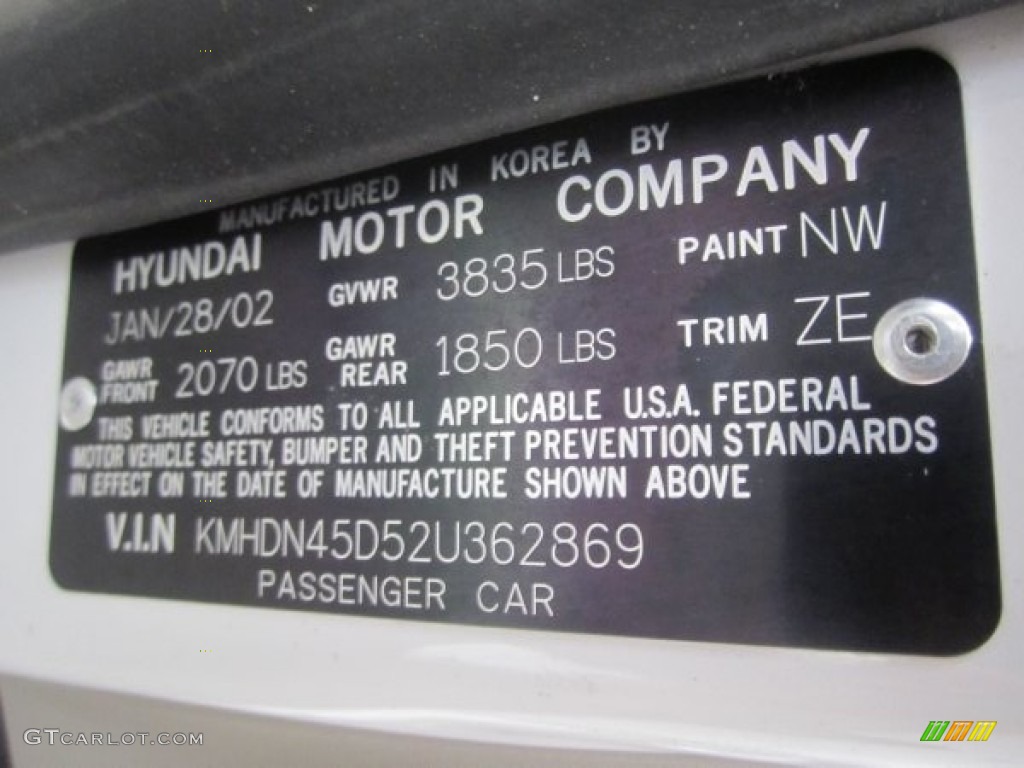 MANUFACTURED IN KOREA BY
HYUNDAI MOTOR COMPANY
JAN/28/02 GVWR 3835 LBS PAINT NW
GAWR FRONT 2070 LBS GAWR REAR 1850 LBS TRIM ZE
THIS VEHICLE CONFORMS TO ALL APPLICABLE U.S.A. FEDERAL
MOTOR VEHICLE SAFETY, BUMPER AND THEFT PREVENTION STANDARDS
IN EFFECT ON THE DATE OF MANUFACTURE SHOWN ABOVE
V.I.N KMHDN45D52U362869
PASSENGER CAR
GTCARLOT.COM